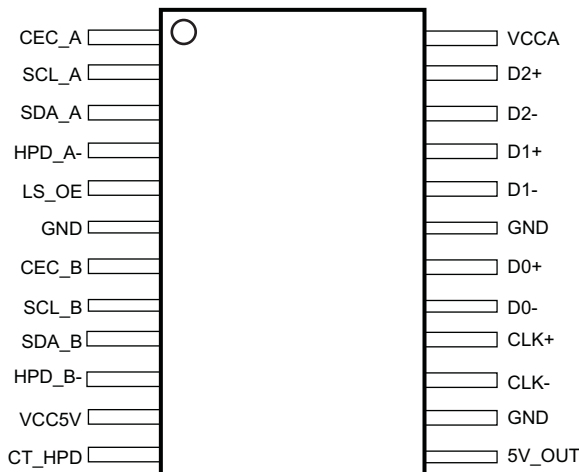 CEC_A
SCL_A
SDA_A
HPD_A-
LS_OE
GND
CEC_B
SCL_B
SDA_B
HPD_B-
VCC5V
CT_HPD
VCCA
D2+
D2-
D1+
D1-
GND
D0+
D0-
CLK+
CLK-
GND
5V_OUT